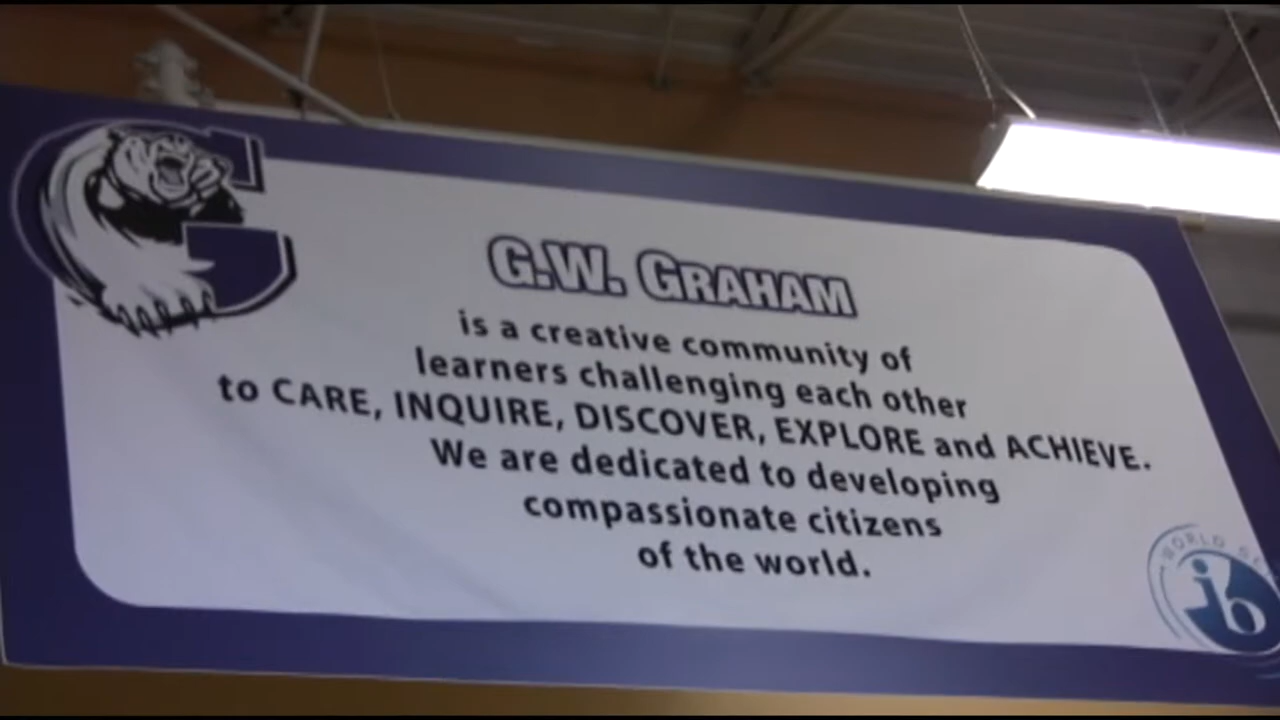 G.W. GRAHAM
is a creative community of
learners challenging each other
to CARE, INQUIRE, DISCOVER, EXPLORE and ACHIEVE.
We are dedicated to developing
compassionate citizens
of the world.
WORLD
ib